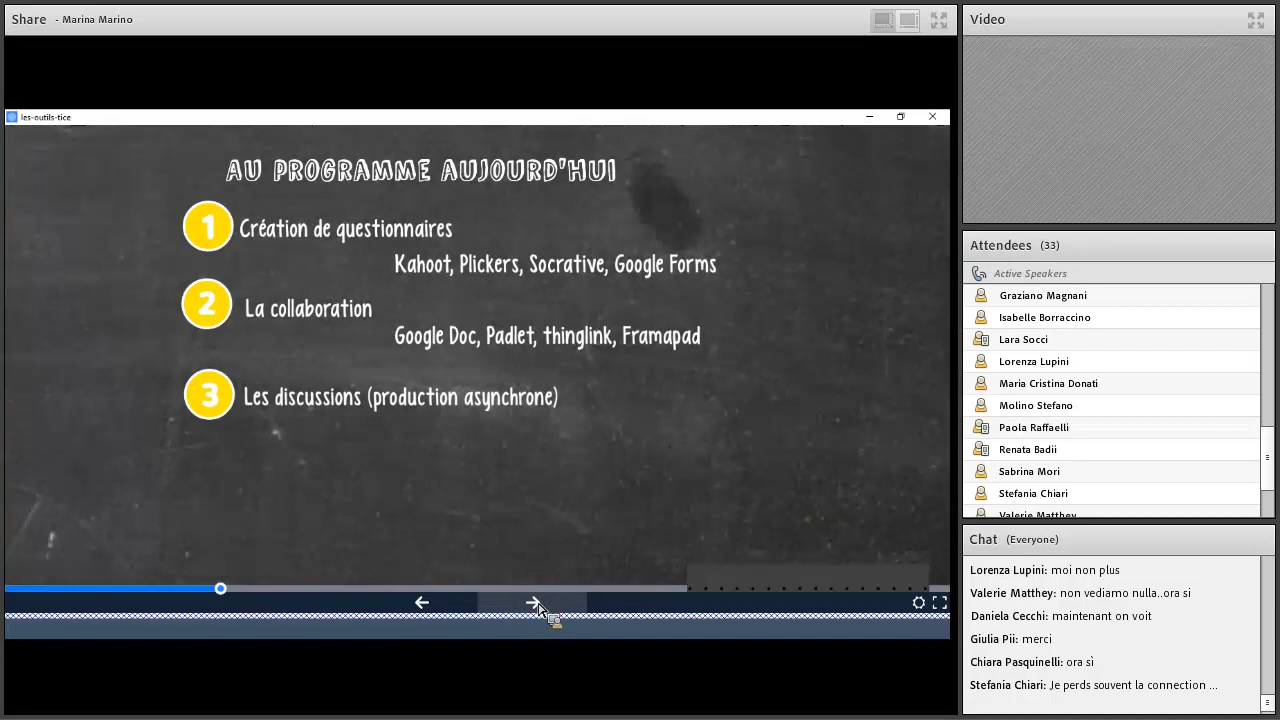 Share - Marina Marino
les-outils-tice
AU PROGRAMME AUJOURD'HUI
1 Création de questionnaires
Kahoot, Plickers, Socrative, Google Forms
2 La collaboration
Google Doc, Padlet, thinglink, Framapad
3 Les discussions (production asynchrone)
Video
Attendees (33)
Active Speakers
Graziano Magnani
Isabelle Borraccino
Lara Socci
Lorenza Lupini
Maria Cristina Donati
Molino Stefano
Paola Raffaelli
Renata Badii
Sabrina Mori
Stefania Chiari
Valerie Matthey
Chat (Everyone)
Lorenza Lupini: moi non plus
Valerie Matthey: non vediamo nulla..ora si
Daniela Cecchi: maintenant on voit
Giulia Pii: merci
Chiara Pasquinelli: ora sì
Stefania Chiari: Je perds souvent la connection ...